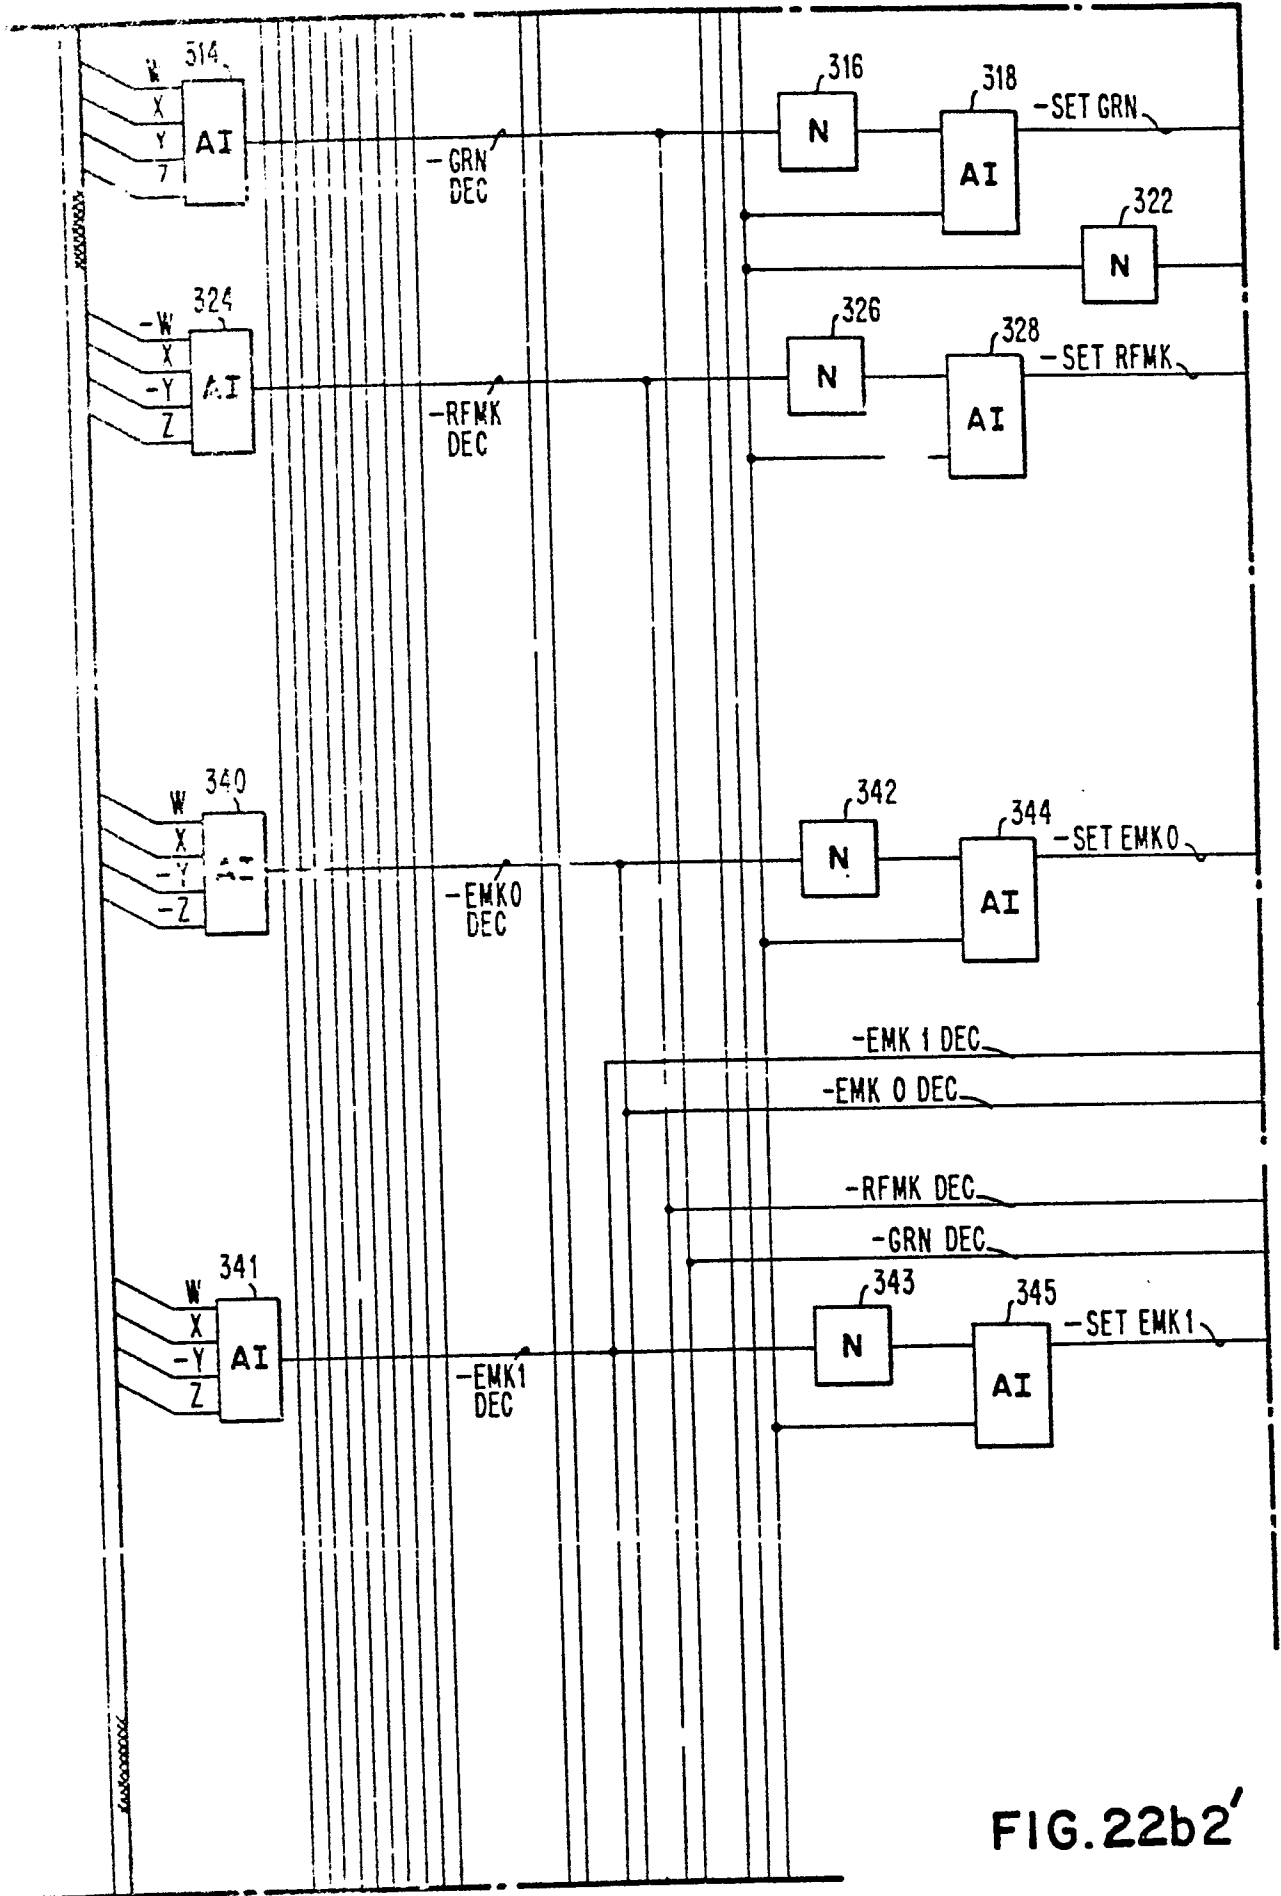 314
W
X
Y
Z
AI
-GRN
DEC
316
N
318
AI
-SET GRN
322
N
324
-W
X
-Y
Z
AI
-RFMK
DEC
326
N
328
AI
-SET RFMK
340
W
X
-Y
-Z
AI
-EMK0
DEC
342
N
344
AI
-SET EMK0
-EMK 1 DEC
-EMK 0 DEC
-RFMK DEC
-GRN DEC
341
W
X
-Y
Z
AI
-EMK1
DEC
343
N
345
AI
-SET EMK1
FIG.22b2′